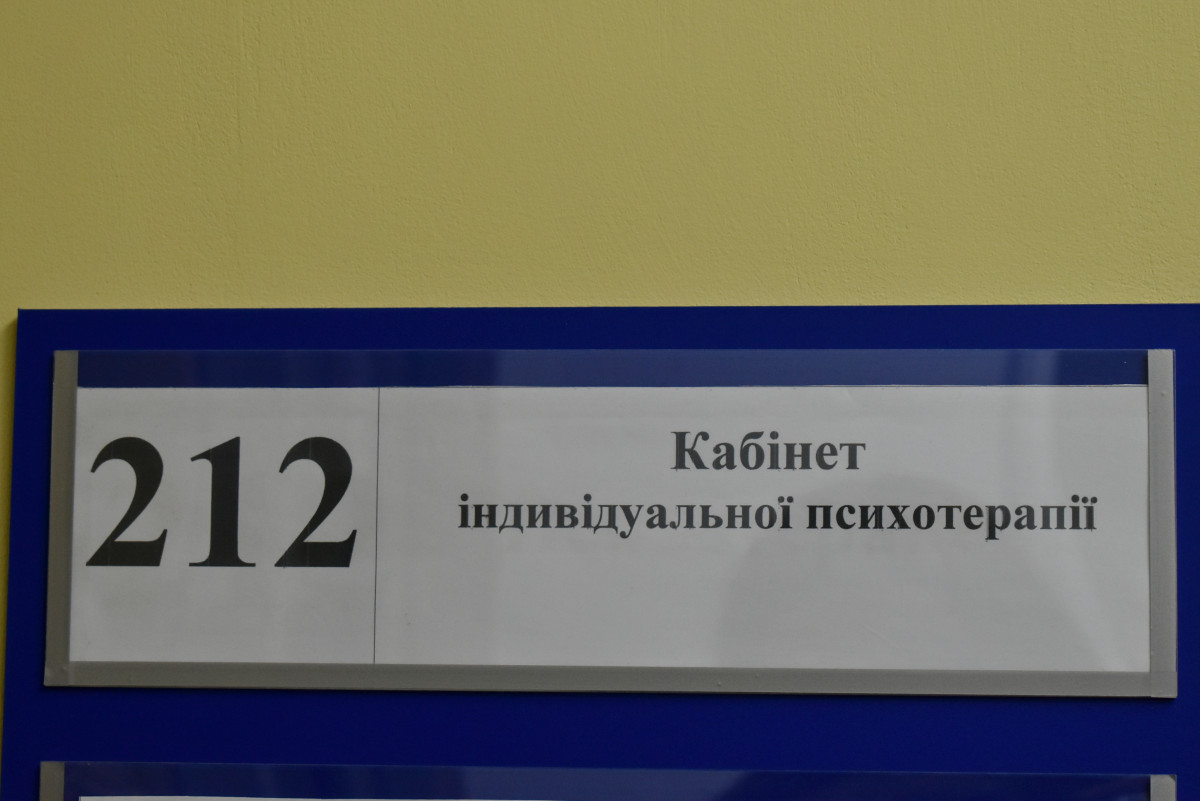 212
Кабінет
індивідуальної психотерапії